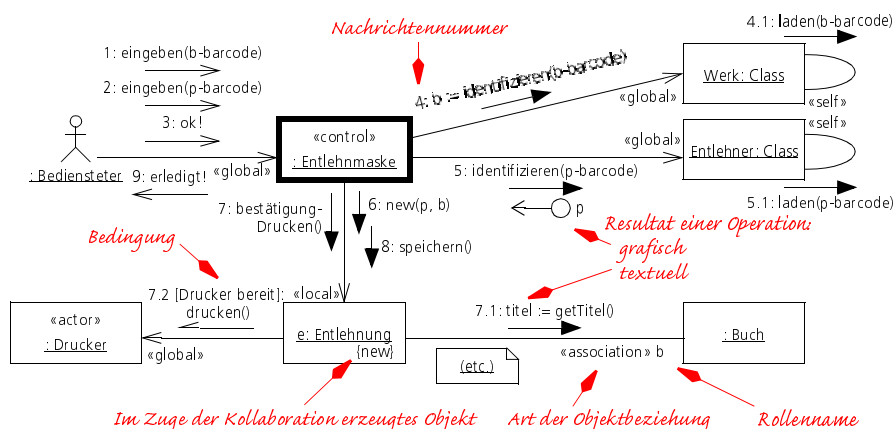 Nachrichtennummer
1: eingeben(b-barcode)
2: eingeben(p-barcode)
3: ok!
: Bediensteter
9: erledigt!
«global»
«control»
: Entlehnmaske
4: b := identifizieren(b-barcode)
«global»
4.1: laden(b-barcode)
Werk: Class
«self»
«self»
«global»
Entlehner: Class
5: identifizieren(p-barcode)
5.1: laden(p-barcode)
p
Resultat einer Operation:
grafisch
textuell
7: bestätigung-
Drucken()
6: new(p, b)
8: speichern()
Bedingung
7.2 [Drucker bereit]:
drucken()
«local»
«actor»
: Drucker
«global»
e: Entlehnung
{new}
7.1: titel := getTitel()
(etc.)
«association» b
: Buch
Im Zuge der Kollaboration erzeugtes Objekt
Art der Objektbeziehung
Rollenname